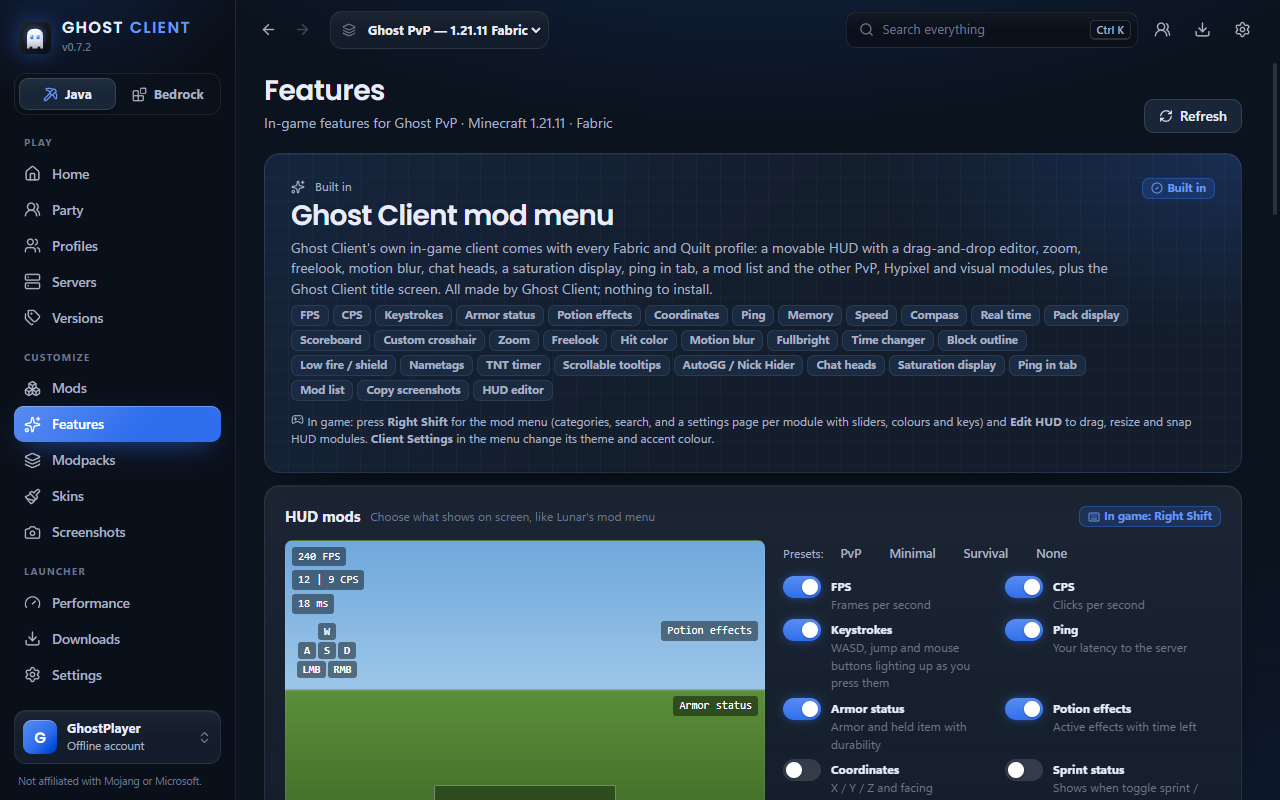 GHOST CLIENT
v0.7.2
Java
Bedrock
PLAY
Home
Party
Profiles
Servers
Versions
CUSTOMIZE
Mods
Features
Modpacks
Skins
Screenshots
LAUNCHER
Performance
Downloads
Settings
G
GhostPlayer
Offline account
Not affiliated with Mojang or Microsoft.
Ghost PvP — 1.21.11 Fabric
Search everything
Ctrl K
Features
In-game features for Ghost PvP · Minecraft 1.21.11 · Fabric
Refresh
Built in
Built in
Ghost Client mod menu
Ghost Client's own in-game client comes with every Fabric and Quilt profile: a movable HUD with a drag-and-drop editor, zoom,
freelook, motion blur, chat heads, a saturation display, ping in tab, a mod list and the other PvP, Hypixel and visual modules, plus the
Ghost Client title screen. All made by Ghost Client; nothing to install.
FPS CPS Keystrokes Armor status Potion effects Coordinates Ping Memory Speed Compass Real time Pack display
Scoreboard Custom crosshair Zoom Freelook Hit color Motion blur Fullbright Time changer Block outline
Low fire / shield Nametags TNT timer Scrollable tooltips AutoGG / Nick Hider Chat heads Saturation display Ping in tab
Mod list Copy screenshots HUD editor
In game: press Right Shift for the mod menu (categories, search, and a settings page per module with sliders, colours and keys) and Edit HUD to drag, resize and snap
HUD modules. Client Settings in the menu change its theme and accent colour.
HUD mods Choose what shows on screen, like Lunar's mod menu
In game: Right Shift
240 FPS
12 | 9 CPS
18 ms
W
A S D
LMB RMB
Potion effects
Armor status
Presets: PvP Minimal Survival None
FPS
Frames per second
CPS
Clicks per second
Keystrokes
WASD, jump and mouse
buttons lighting up as you
press them
Ping
Your latency to the server
Armor status
Armor and held item with
durability
Potion effects
Active effects with time left
Coordinates
X / Y / Z and facing
Sprint status
Shows when toggle sprint /